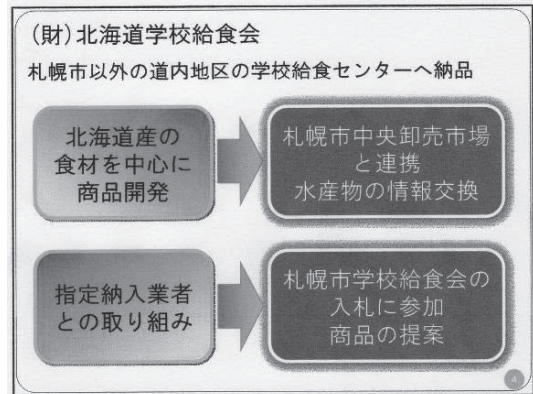 (財)北海道学校給食会
札幌市以外の道内地区の学校給食センターへ納品
北海道産の
食材を中心に
商品開発
札幌市中央卸売市場
と連携
水産物の情報交換
指定納入業者
との取り組み
札幌市学校給食会の
入札に参加
商品の提案
4